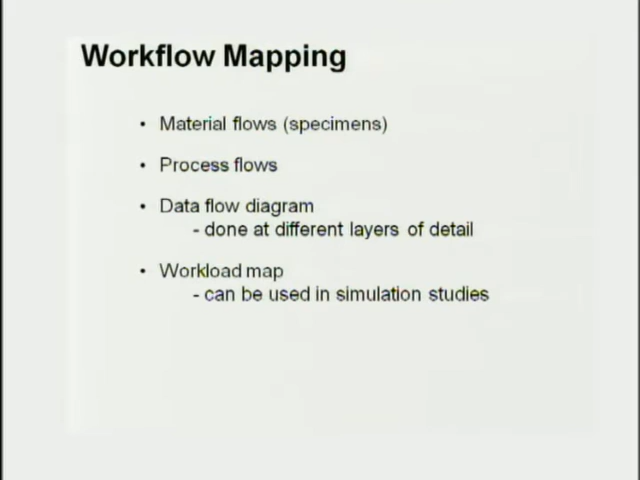 Workflow Mapping
• Material flows (specimens)
• Process flows
• Data flow diagram
- done at different layers of detail
• Workload map
- can be used in simulation studies